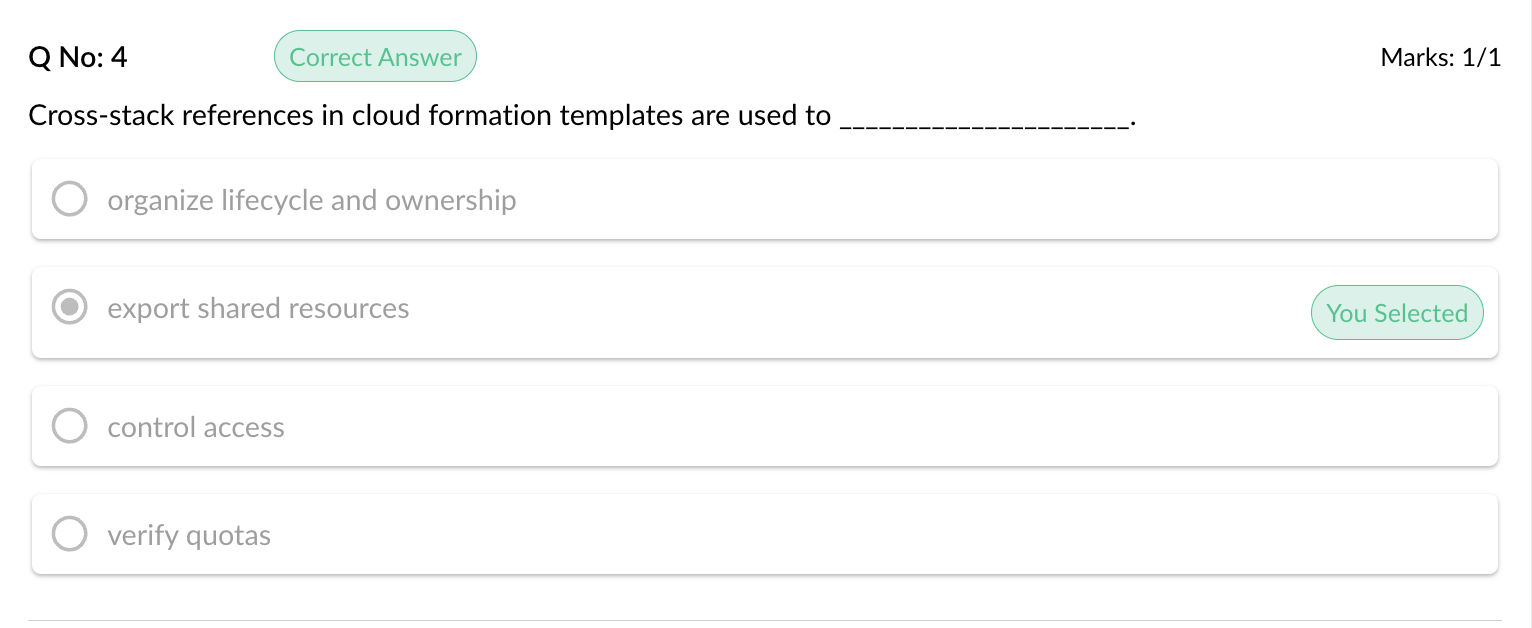 Q No: 4 Correct Answer Marks: 1/1
Cross-stack references in cloud formation templates are used to ______________________.
organize lifecycle and ownership
export shared resources You Selected
control access
verify quotas